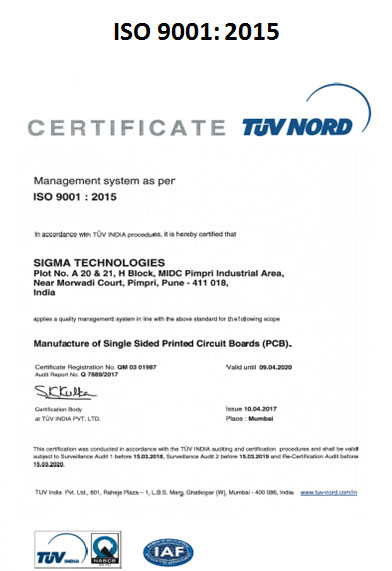 ISO 9001: 2015
CERTIFICATE TÜV NORD
Management system as per
ISO 9001 : 2015
In accordance with TÜV INDIA procedures, it is hereby certified that
SIGMA TECHNOLOGIES
Plot No. A 20 & 21, H Block, MIDC Pimpri Industrial Area,
Near Morwadi Court, Pimpri, Pune - 411 018,
India
applies a quality management system in line with the above standard for the following scope
Manufacture of Single Sided Printed Circuit Boards (PCB).
Certificate Registration No. QM 03 01987 Valid until 09.04.2020
Audit Report No. Q 7889/2017
Certification Body Issue 10.04.2017
at TÜV INDIA PVT. LTD. Place : Mumbai
This certification was conducted in accordance with the TÜV INDIA auditing and certification procedures and shall be valid
subject to Surveillance Audit 1 before 15.03.2018, Surveillance Audit 2 before 15.03.2019 and Re-Certification Audit before
15.03.2020.
TUV India Pvt. Ltd., 801, Raheja Plaza – 1, L.B.S. Marg, Ghatkopar (W), Mumbai - 400 086, India www.tuv-nord.com/in
TÜV INDIA NABCB IAF